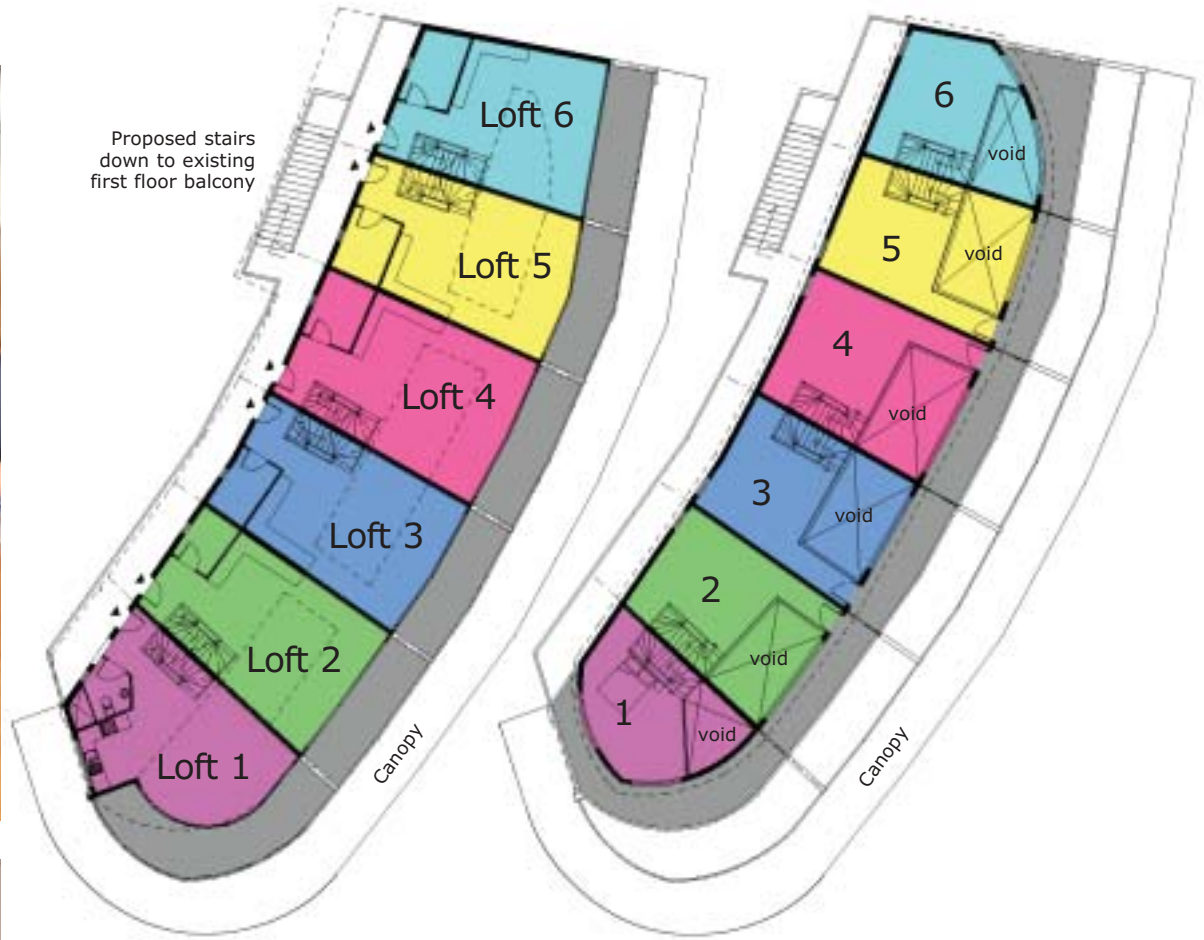 Proposed stairs
down to existing
first floor balcony
Loft 6
Loft 5
Loft 4
Loft 3
Loft 2
Loft 1
Canopy
6
void
5
void
4
void
3
void
2
void
1
void
Canopy